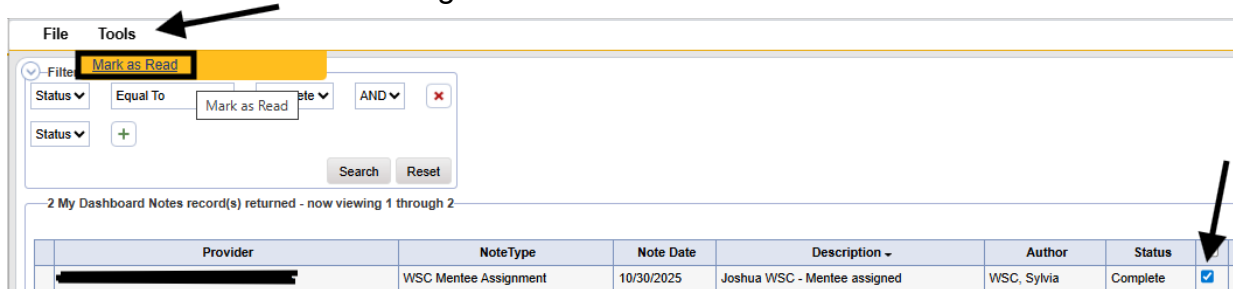 File Tools
Filte Mark as Read
Status Equal To ete AND
Mark as Read
Status
Search Reset
2 My Dashboard Notes record(s) returned - now viewing 1 through 2
Provider NoteType Note Date Description Author Status
WSC Mentee Assignment 10/30/2025 Joshua WSC - Mentee assigned WSC, Sylvia Complete